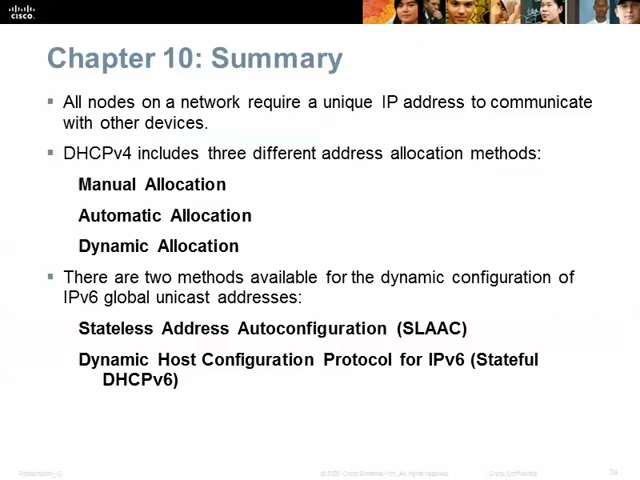 CISCO.
Chapter 10: Summary
All nodes on a network require a unique IP address to communicate
with other devices.
DHCPv4 includes three different address allocation methods:
Manual Allocation
Automatic Allocation
Dynamic Allocation
There are two methods available for the dynamic configuration of
IPv6 global unicast addresses:
Stateless Address Autoconfiguration (SLAAC)
Dynamic Host Configuration Protocol for IPv6 (Stateful
DHCPv6)
Presentation_ID
Cisco Systems, Inc. All rights reserved.
Cisco Confidential